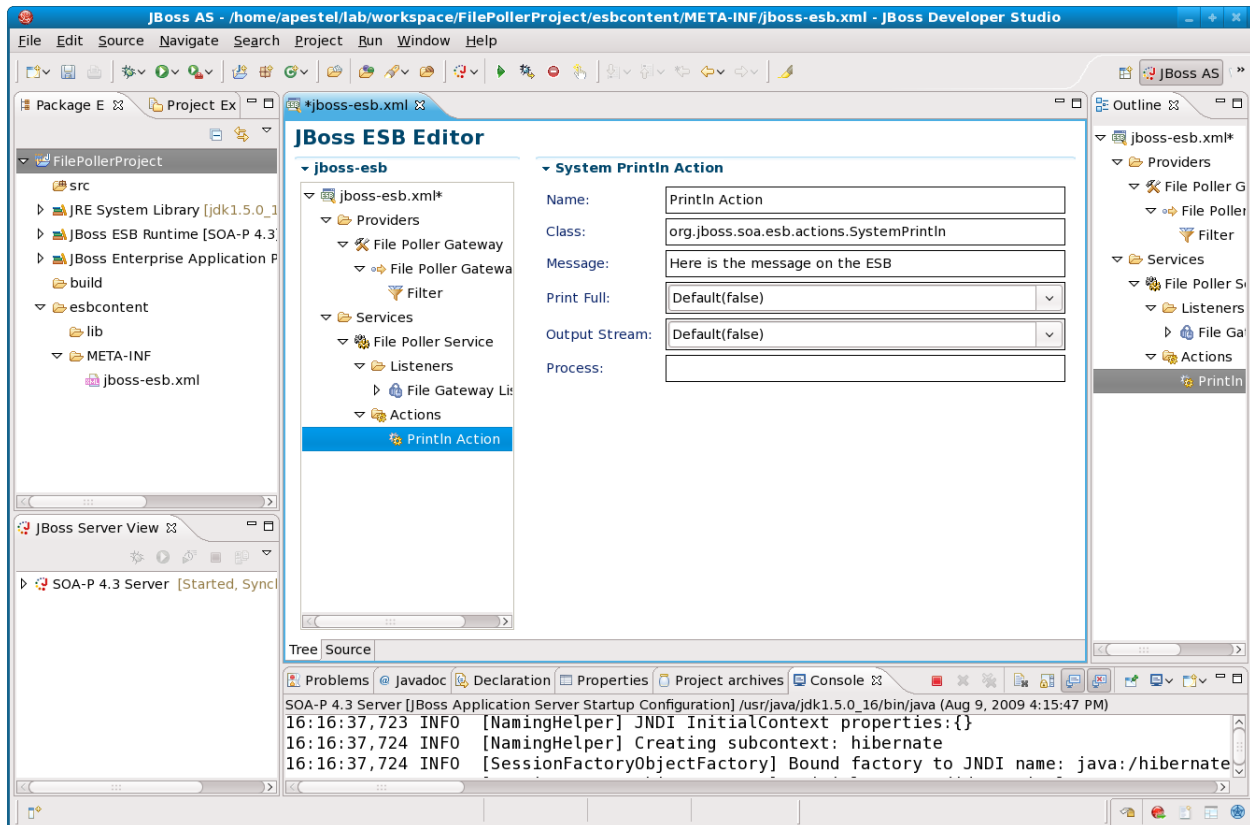 JBoss AS - /home/apestel/lab/workspace/FilePollerProject/esbcontent/META-INF/jboss-esb.xml - JBoss Developer Studio
File Edit Source Navigate Search Project Run Window Help
JBoss AS
Package E
Project Ex
FilePollerProject
src
JRE System Library [jdk1.5.0_1
JBoss ESB Runtime [SOA-P 4.3
JBoss Enterprise Application P
build
esbcontent
lib
META-INF
jboss-esb.xml
JBoss Server View
SOA-P 4.3 Server [Started, Syncl
*jboss-esb.xml
JBoss ESB Editor
jboss-esb
jboss-esb.xml*
Providers
File Poller Gateway
File Poller Gatewa
Filter
Services
File Poller Service
Listeners
File Gateway Lis
Actions
Println Action
Tree Source
System Println Action
Name: Println Action
Class: org.jboss.soa.esb.actions.SystemPrintln
Message: Here is the message on the ESB
Print Full: Default(false)
Output Stream: Default(false)
Process:
Outline
jboss-esb.xml*
Providers
File Poller G
File Poller
Filter
Services
File Poller S
Listeners
File Ga
Actions
Println
Problems @ Javadoc Declaration Properties Project archives Console
SOA-P 4.3 Server [JBoss Application Server Startup Configuration] /usr/java/jdk1.5.0_16/bin/java (Aug 9, 2009 4:15:47 PM)
16:16:37,723 INFO [NamingHelper] JNDI InitialContext properties:{}
16:16:37,724 INFO [NamingHelper] Creating subcontext: hibernate
16:16:37,724 INFO [SessionFactoryObjectFactory] Bound factory to JNDI name: java:/hibernate